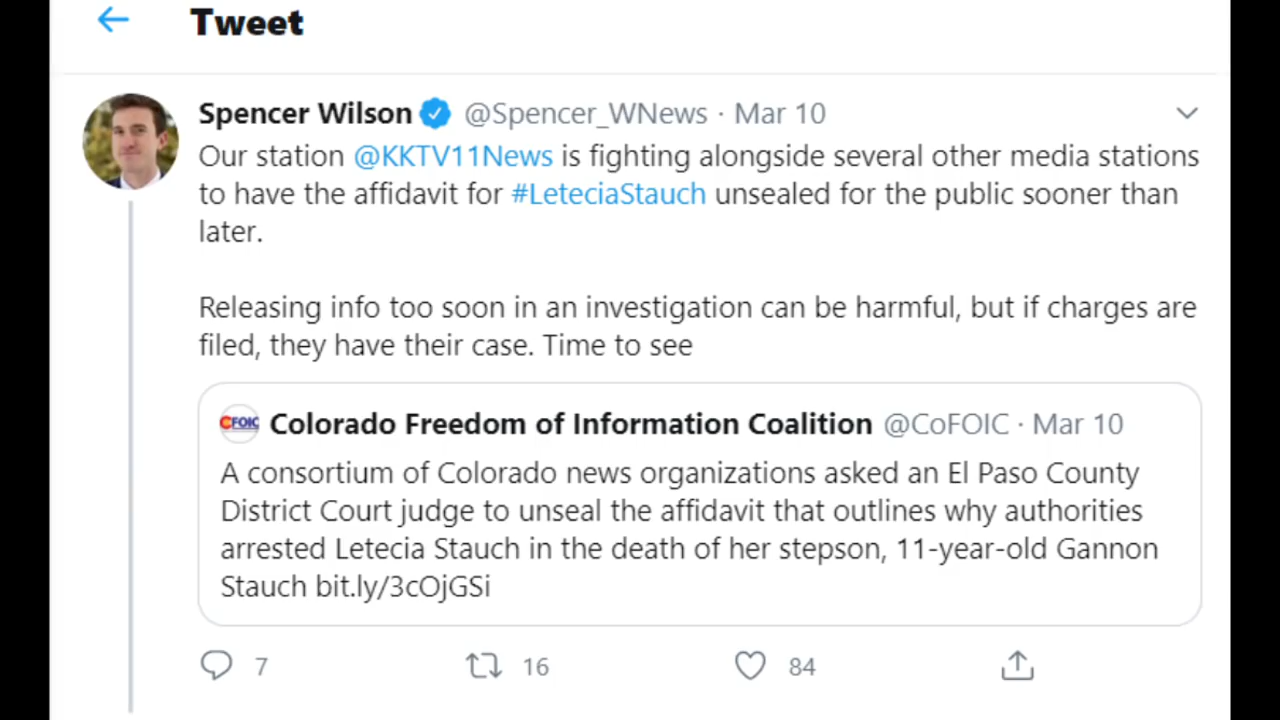 Tweet
Spencer Wilson @Spencer_WNews · Mar 10
Our station @KKTV11News is fighting alongside several other media stations
to have the affidavit for #LeteciaStauch unsealed for the public sooner than
later.
Releasing info too soon in an investigation can be harmful, but if charges are
filed, they have their case. Time to see
CFOIC Colorado Freedom of Information Coalition @CoFOIC · Mar 10
A consortium of Colorado news organizations asked an El Paso County
District Court judge to unseal the affidavit that outlines why authorities
arrested Letecia Stauch in the death of her stepson, 11-year-old Gannon
Stauch bit.ly/3cOjGSi
7 16 84